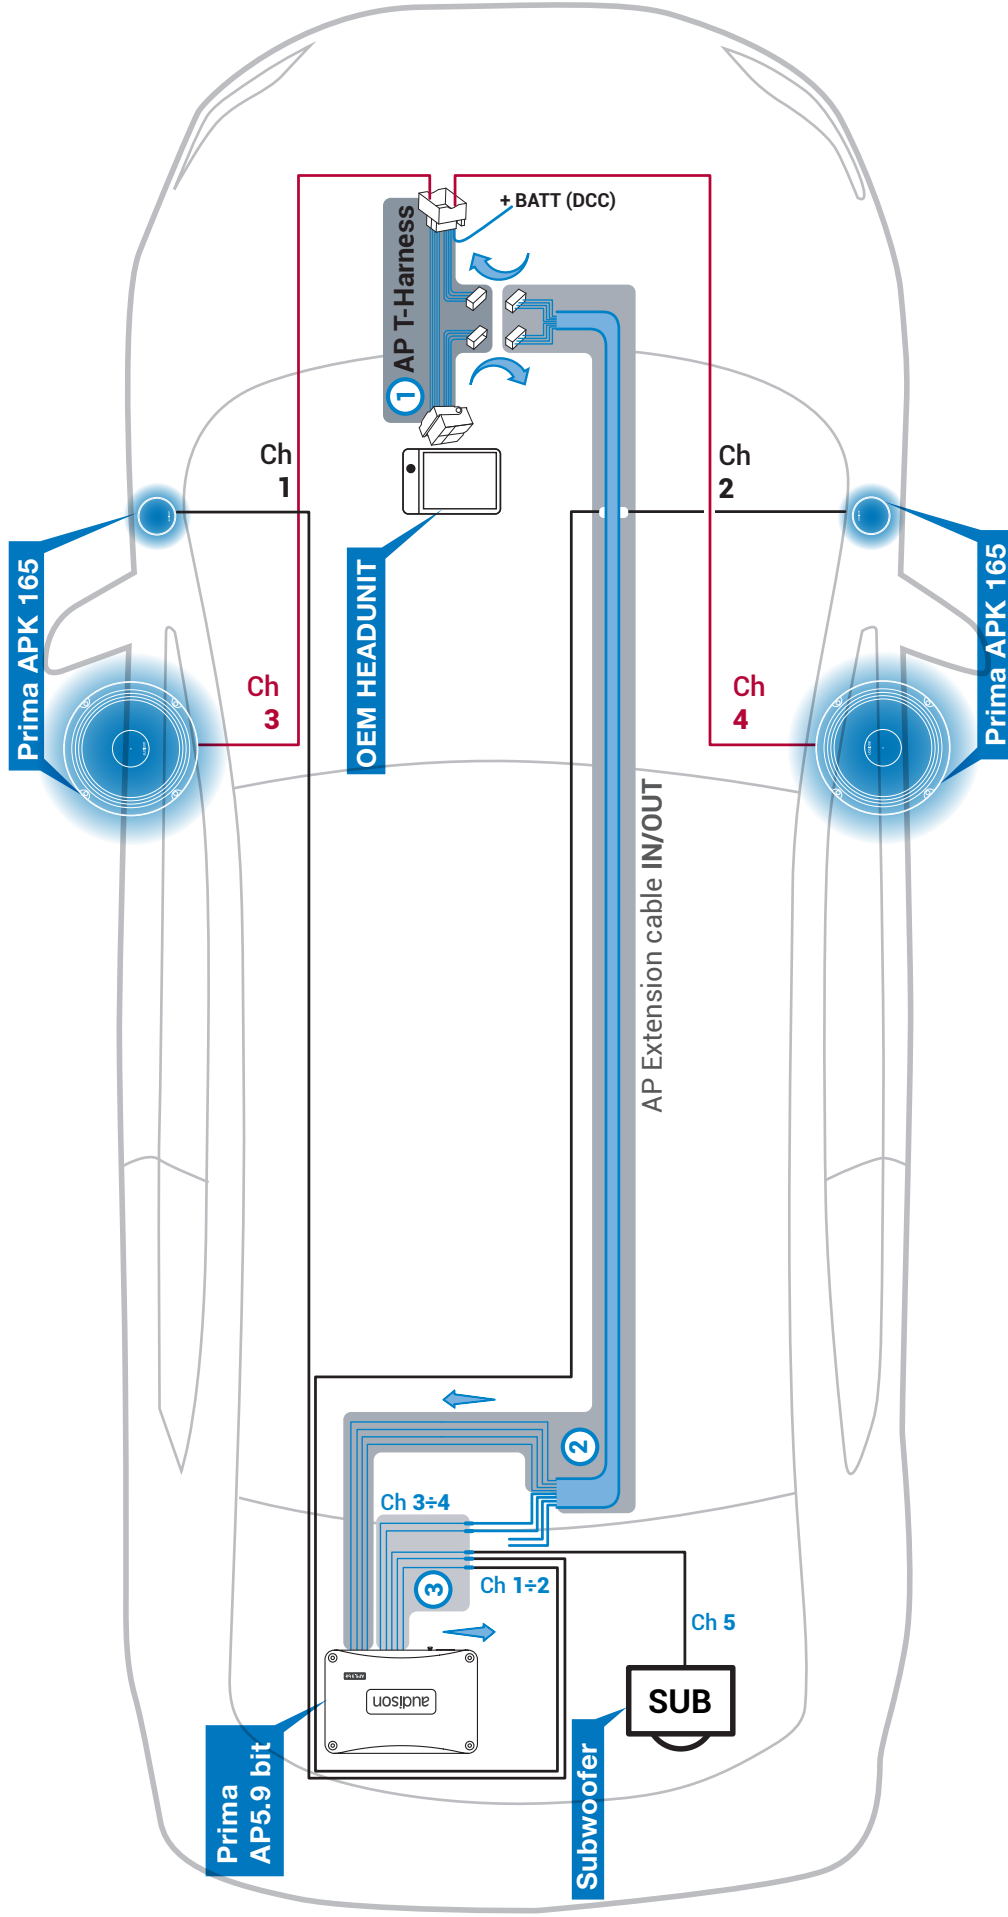 + BATT (DCC)
AP T-Harness
1
Ch
1
Ch
2
Prima APK 165
Prima APK 165
OEM HEADUNIT
Ch
3
Ch
4
AP Extension cable IN/OUT
2
Ch 3÷4
3
Ch 1÷2
Ch 5
audison
SUB
Prima
AP5.9 bit
Subwoofer